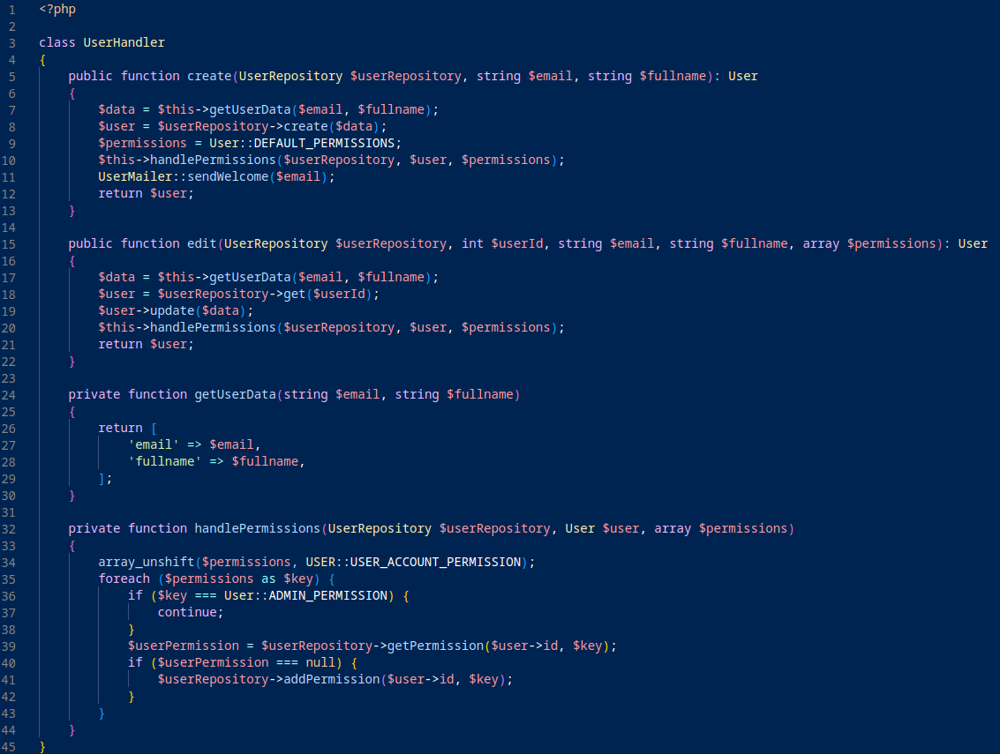 1 <?php
2
3 class UserHandler
4 {
5     public function create(UserRepository $userRepository, string $email, string $fullname): User
6     {
7         $data = $this->getUserData($email, $fullname);
8         $user = $userRepository->create($data);
9         $permissions = User::DEFAULT_PERMISSIONS;
10         $this->handlePermissions($userRepository, $user, $permissions);
11         UserMailer::sendWelcome($email);
12         return $user;
13     }
14
15     public function edit(UserRepository $userRepository, int $userId, string $email, string $fullname, array $permissions): User
16     {
17         $data = $this->getUserData($email, $fullname);
18         $user = $userRepository->get($userId);
19         $user->update($data);
20         $this->handlePermissions($userRepository, $user, $permissions);
21         return $user;
22     }
23
24     private function getUserData(string $email, string $fullname)
25     {
26         return [
27             'email' => $email,
28             'fullname' => $fullname,
29         ];
30     }
31
32     private function handlePermissions(UserRepository $userRepository, User $user, array $permissions)
33     {
34         array_unshift($permissions, USER::USER_ACCOUNT_PERMISSION);
35         foreach ($permissions as $key) {
36             if ($key === User::ADMIN_PERMISSION) {
37                 continue;
38             }
39             $userPermission = $userRepository->getPermission($user->id, $key);
40             if ($userPermission === null) {
41                 $userRepository->addPermission($user->id, $key);
42             }
43         }
44     }
45 }